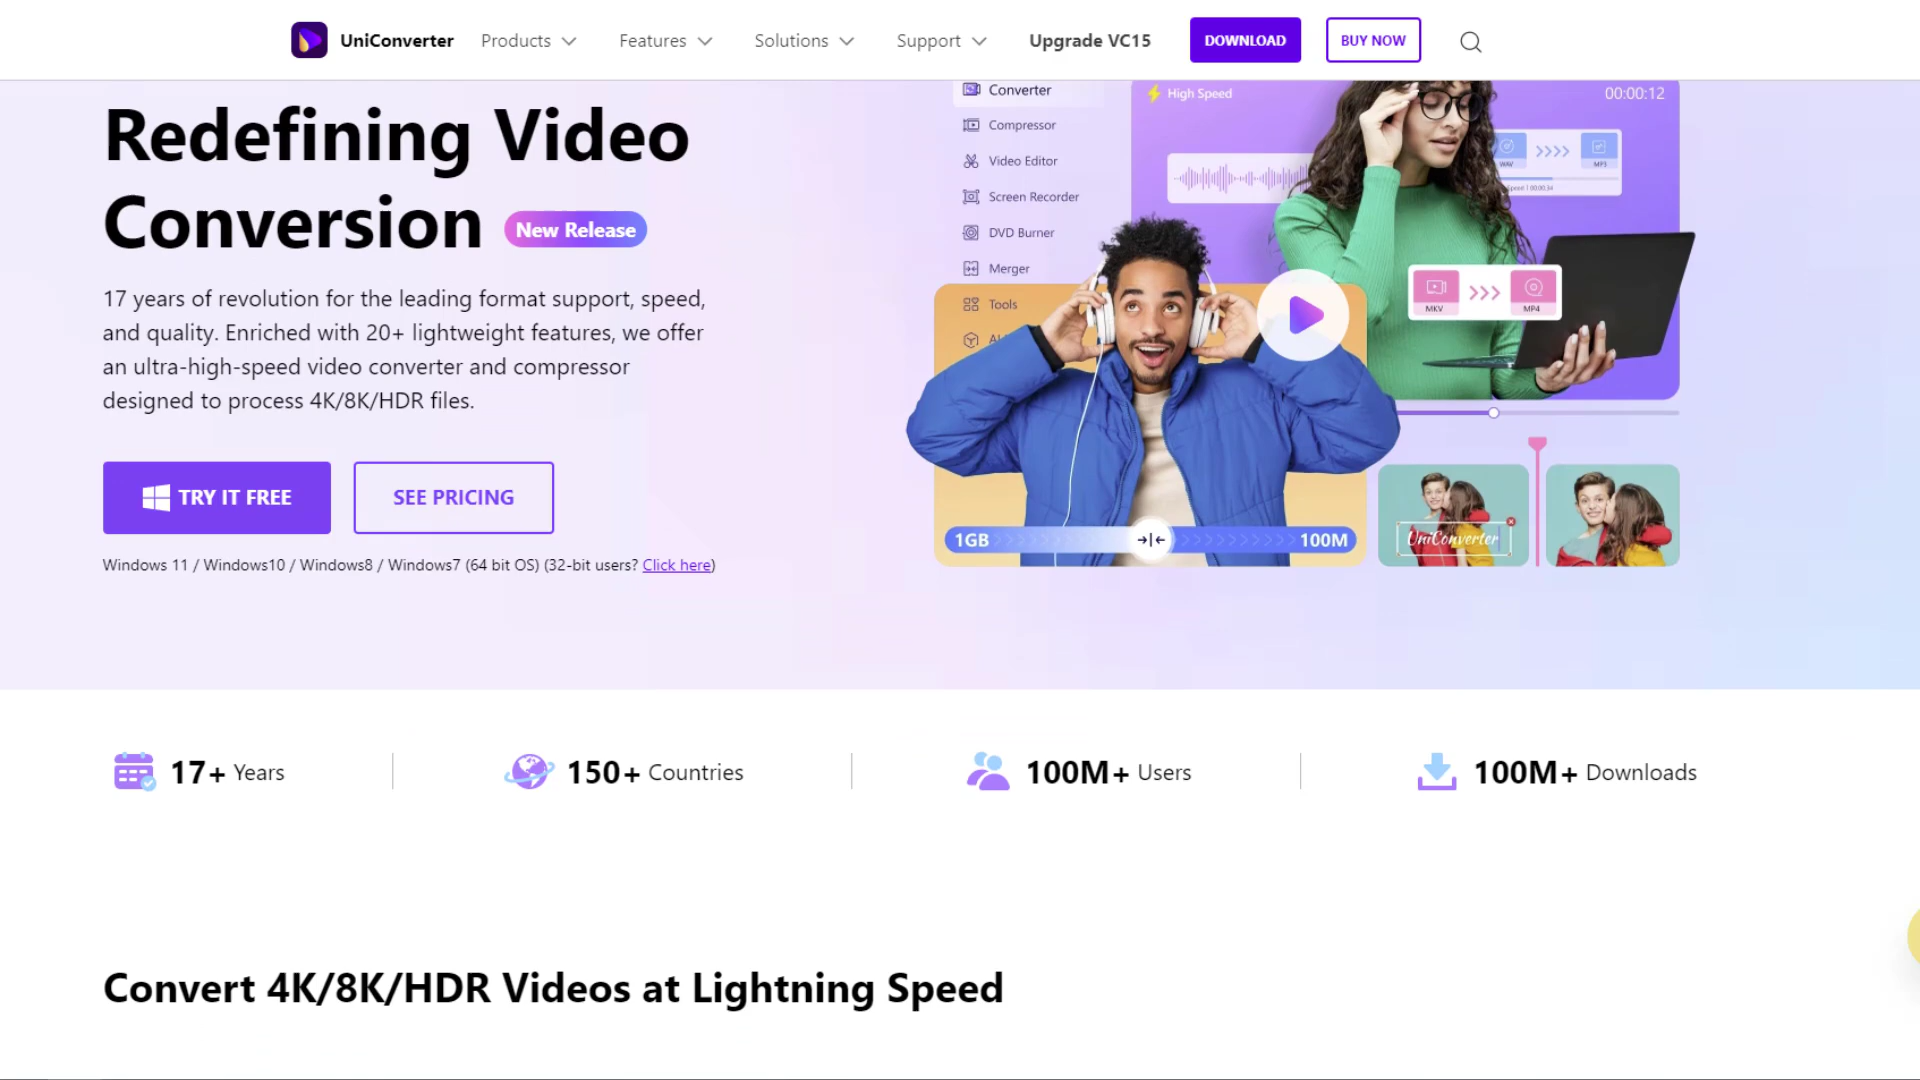 UniConverter
Products
Features
Solutions
Support
Upgrade VC15
DOWNLOAD
BUY NOW
Redefining Video
Conversion New Release
17 years of revolution for the leading format support, speed,
and quality. Enriched with 20+ lightweight features, we offer
an ultra-high-speed video converter and compressor
designed to process 4K/8K/HDR files.
TRY IT FREE
SEE PRICING
Windows 11 / Windows10 / Windows8 / Windows7 (64 bit OS) (32-bit users? Click here)
Converter
Compressor
Video Editor
Screen Recorder
DVD Burner
Merger
Tools
High Speed
00:00:12
WAV
MP3
MKV
MP4
1GB
100M
UniConverter
17+ Years
150+ Countries
100M+ Users
100M+ Downloads
Convert 4K/8K/HDR Videos at Lightning Speed